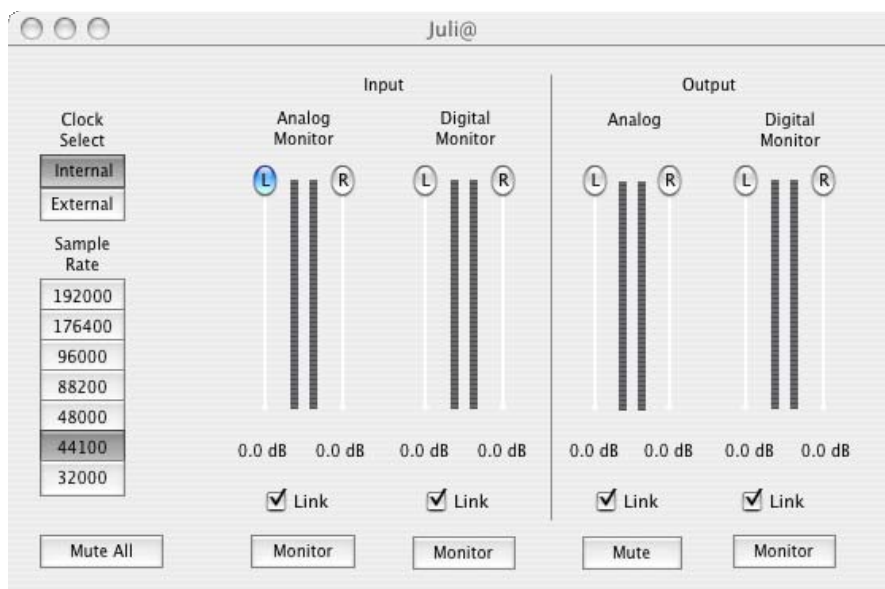 Juli@
Input
Output
Clock
Select
Internal
External
Sample
Rate
192000
176400
96000
88200
48000
44100
32000
Mute All
Analog
Monitor
L R
0.0 dB 0.0 dB
Link
Monitor
Digital
Monitor
L R
0.0 dB 0.0 dB
Link
Monitor
Analog
L R
0.0 dB 0.0 dB
Link
Mute
Digital
Monitor
L R
0.0 dB 0.0 dB
Link
Monitor